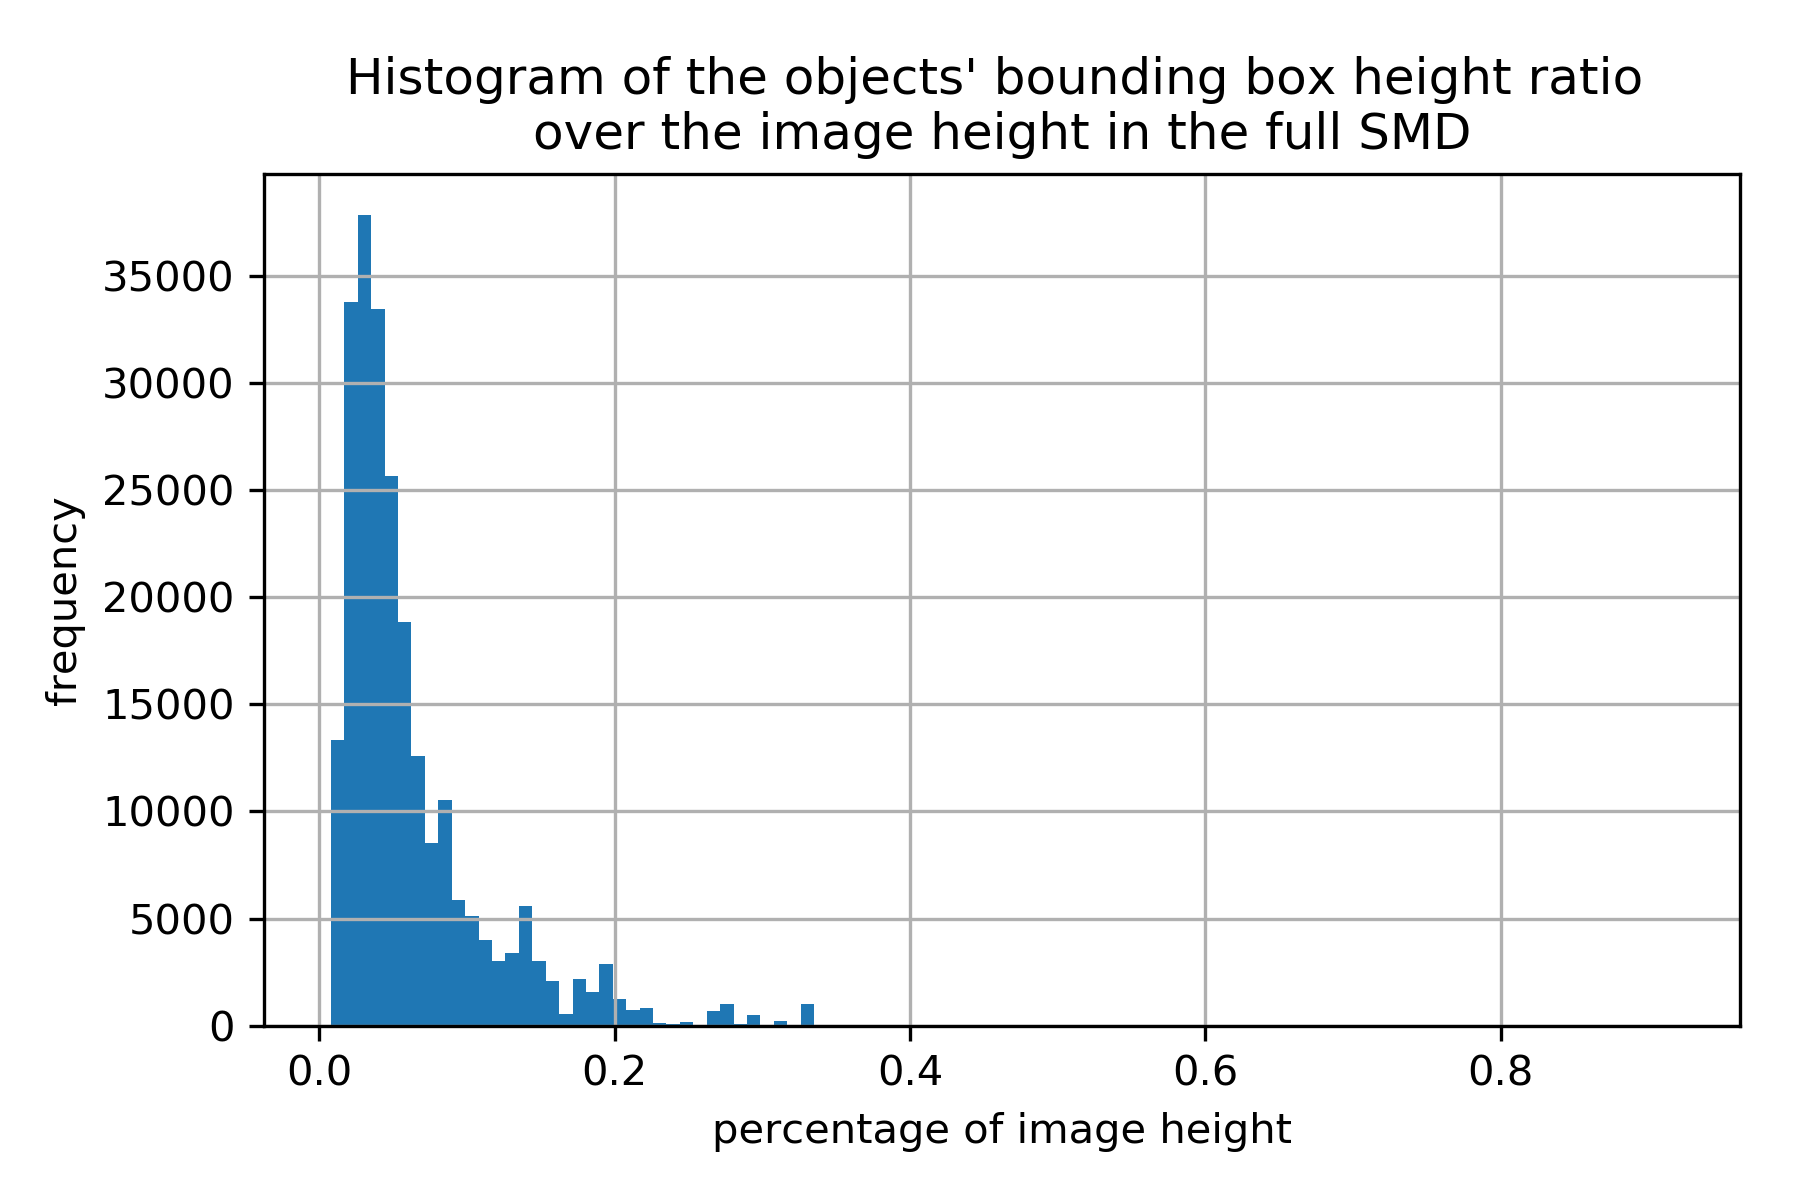 Histogram of the objects' bounding box height ratio
over the image height in the full SMD
frequency
35000
30000
25000
20000
15000
10000
5000
0
0.0 0.2 0.4 0.6 0.8
percentage of image height